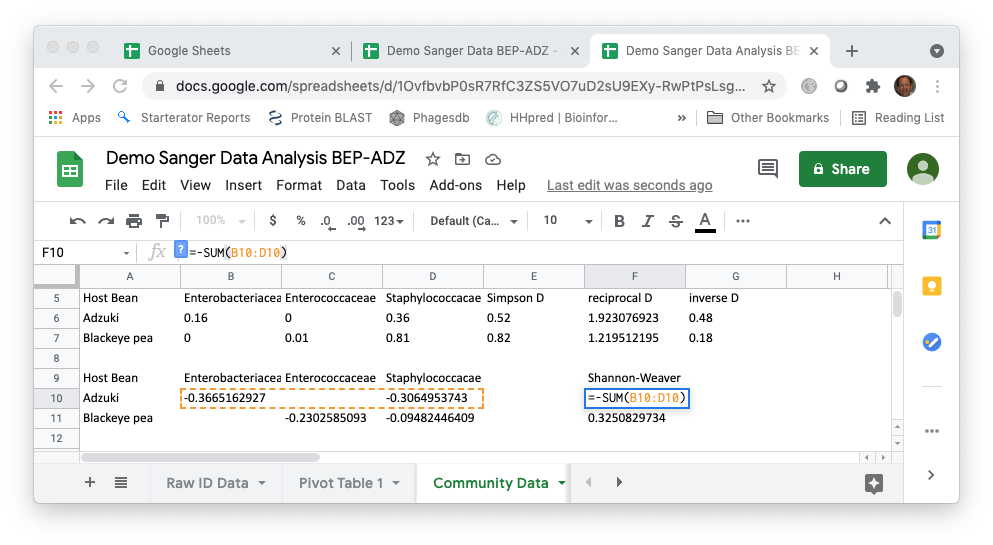 Google Sheets
Demo Sanger Data BEP-ADZ -
Demo Sanger Data Analysis BE
docs.google.com/spreadsheets/d/1OvfbvbP0sR7RfC3ZS5VO7uD2sU9EXy-RwPtPsLsg...
Apps Starterator Reports Protein BLAST Phagesdb HHpred | Bioinfor... » Other Bookmarks Reading List
Demo Sanger Data Analysis BEP-ADZ
File Edit View Insert Format Data Tools Add-ons Help Last edit was seconds ago
Share
100% $ % .0 .00 123 Default (Ca... 10 B I S A
F10 fx ? =-SUM(B10:D10)
31
A B C D E F G H
5 Host Bean Enterobacteriacea Enterococcaceae Staphylococcacae Simpson D reciprocal D inverse D
6 Adzuki 0.16 0 0.36 0.52 1.923076923 0.48
7 Blackeye pea 0 0.01 0.81 0.82 1.219512195 0.18
8
9 Host Bean Enterobacteriacea Enterococcaceae Staphylococcacae Shannon-Weaver
10 Adzuki -0.3665162927 -0.3064953743 =-SUM(B10:D10)
11 Blackeye pea -0.2302585093 -0.09482446409 0.3250829734
12
Raw ID Data Pivot Table 1 Community Data